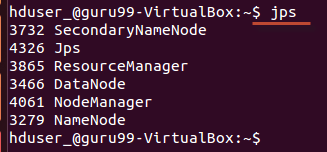 hduser_@guru99-VirtualBox:~$ jps
3732 SecondaryNameNode
4326 Jps
3865 ResourceManager
3466 DataNode
4061 NodeManager
3279 NameNode
hduser_@guru99-VirtualBox:~$